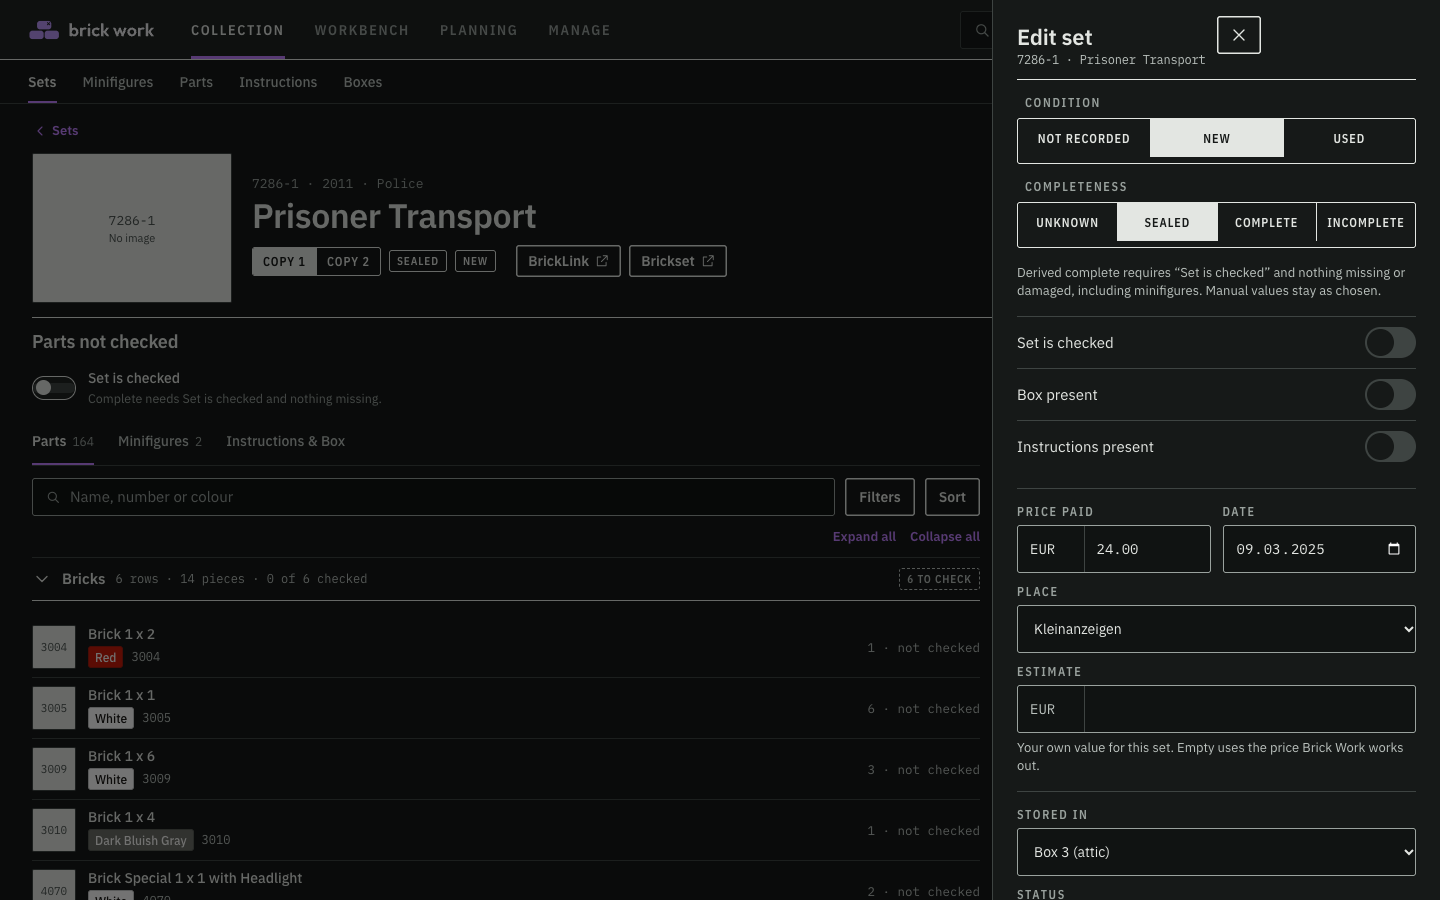 brick work
COLLECTION
WORKBENCH
PLANNING
MANAGE
Sets
Minifigures
Parts
Instructions
Boxes
Sets
7286-1
No image
7286-1 · 2011 · Police
Prisoner Transport
COPY 1
COPY 2
SEALED
NEW
BrickLink
Brickset
Parts not checked
Set is checked
Complete needs Set is checked and nothing missing.
Parts 164
Minifigures 2
Instructions & Box
Name, number or colour
Filters
Sort
Expand all
Collapse all
Bricks 6 rows · 14 pieces · 0 of 6 checked
6 TO CHECK
3004
Brick 1 x 2
Red 3004
1 · not checked
3005
Brick 1 x 1
White 3005
6 · not checked
3009
Brick 1 x 6
White 3009
3 · not checked
3010
Brick 1 x 4
Dark Bluish Gray 3010
1 · not checked
4070
Brick Special 1 x 1 with Headlight
White 4070
2 · not checked
Edit set
7286-1 · Prisoner Transport
CONDITION
NOT RECORDED
NEW
USED
COMPLETENESS
UNKNOWN
SEALED
COMPLETE
INCOMPLETE
Derived complete requires “Set is checked” and nothing missing or
damaged, including minifigures. Manual values stay as chosen.
Set is checked
Box present
Instructions present
PRICE PAID
DATE
EUR
24.00
09.03.2025
PLACE
Kleinanzeigen
ESTIMATE
EUR
Your own value for this set. Empty uses the price Brick Work works
out.
STORED IN
Box 3 (attic)
STATUS